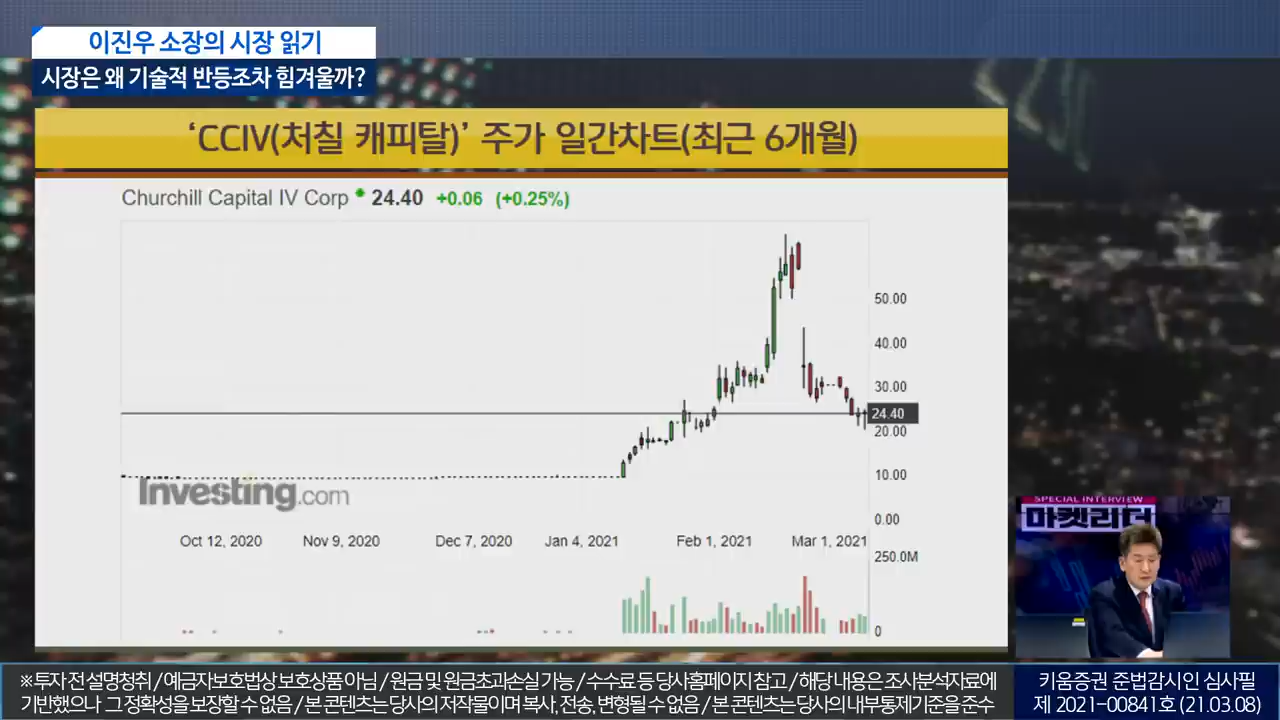 이진우 소장의 시장 읽기
시장은 왜 기술적 반등조차 힘겨울까?
‘CCIV(처칠 캐피탈)’ 주가 일간차트(최근 6개월)
Churchill Capital IV Corp 24.40 +0.06 (+0.25%)
50.00
40.00
30.00
24.40
20.00
10.00
0.00
Investing.com
Oct 12, 2020 Nov 9, 2020 Dec 7, 2020 Jan 4, 2021 Feb 1, 2021 Mar 1, 2021
250.0M
0
SPECIAL INTERVIEW
마켓리더
※ 투자 전 설명청취 / 예금자보호법상 보호상품 아님 / 원금 및 원금초과손실 가능 / 수수료 등 당사홈페이지 참고 / 해당 내용은 조사분석자료에
기반했으나 그 정확성을 보장할 수 없음 / 본 콘텐츠는 당사의 저작물이며 복사, 전송, 변형될 수 없음 / 본 콘텐츠는 당사의 내부통제기준을 준수
키움증권 준법감시인 심사필
제 2021-00841호 (21.03.08)